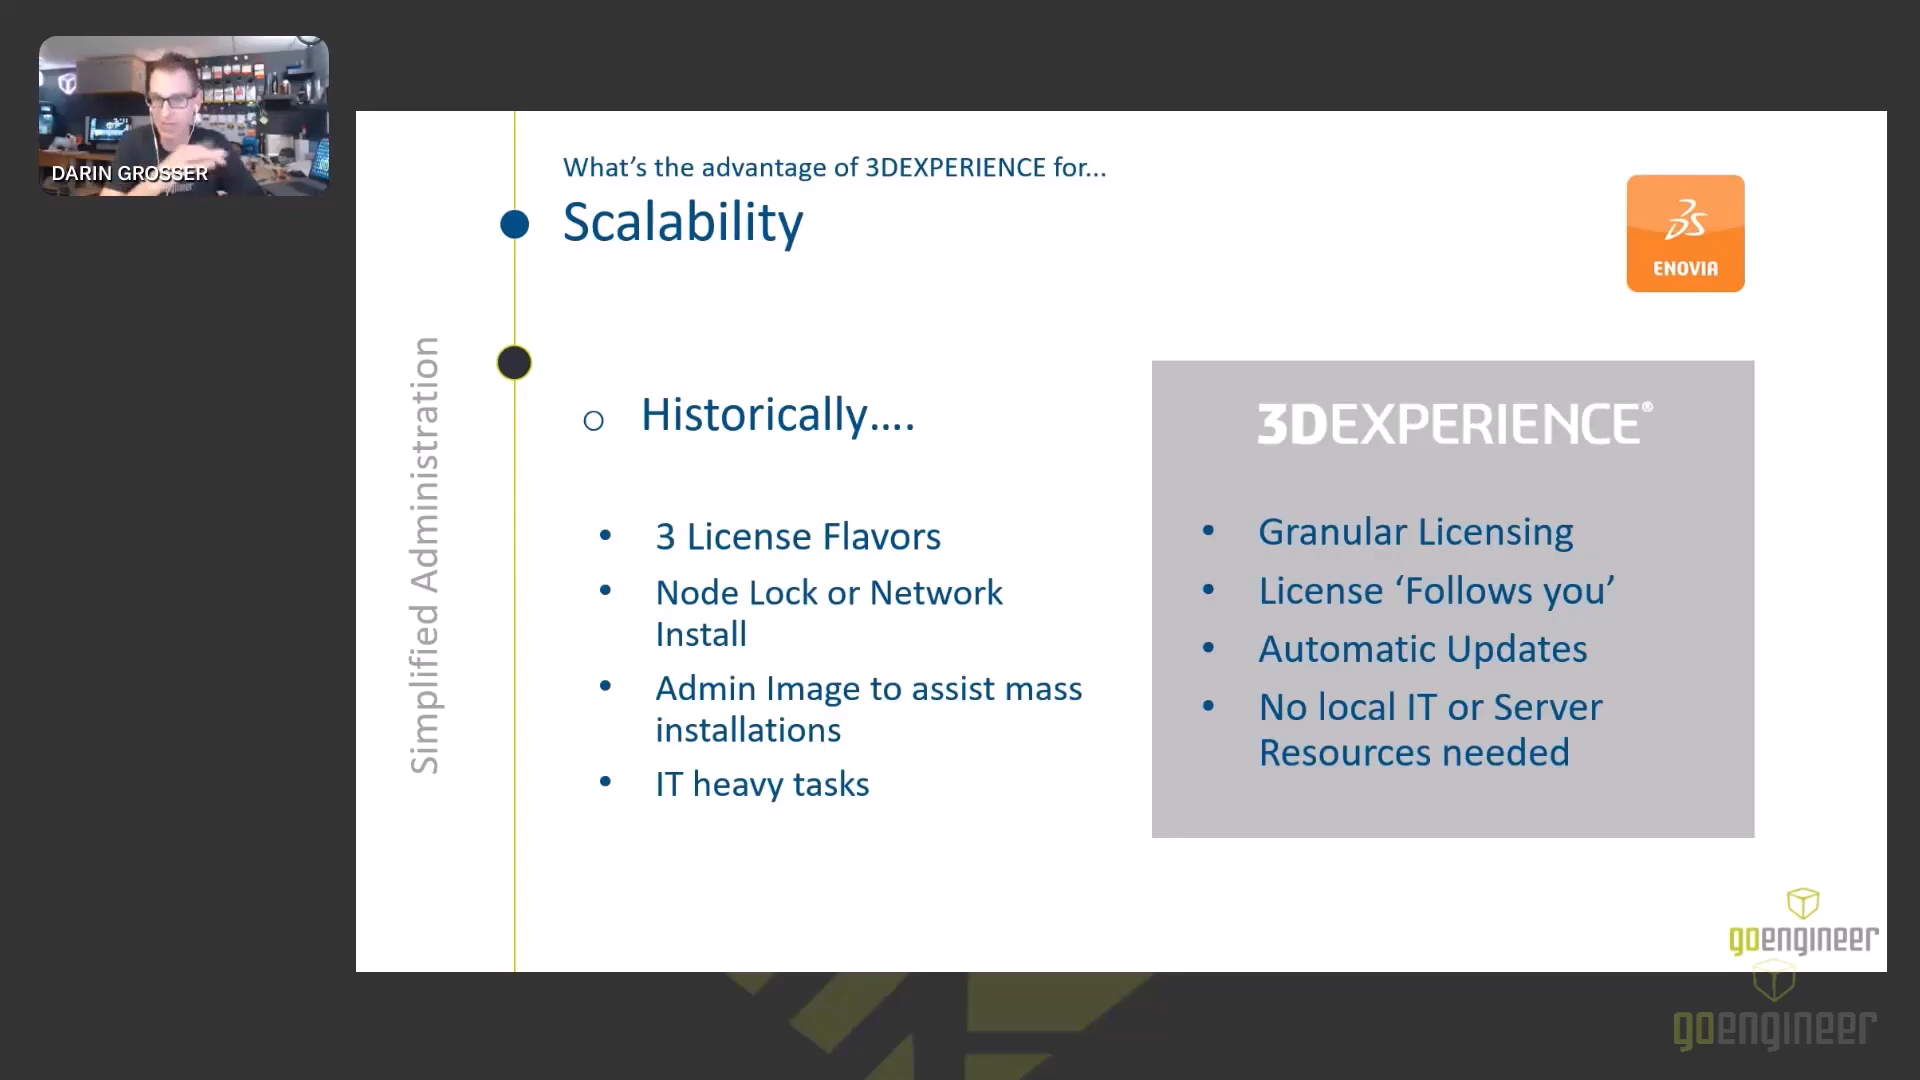 DARIN GROSSER
What’s the advantage of 3DEXPERIENCE for...
Scalability
3DS
ENOVIA
Simplified Administration
o Historically....
• 3 License Flavors
• Node Lock or Network
Install
• Admin Image to assist mass
installations
• IT heavy tasks
3DEXPERIENCE®
• Granular Licensing
• License ‘Follows you’
• Automatic Updates
• No local IT or Server
Resources needed
goengineer
goengineer